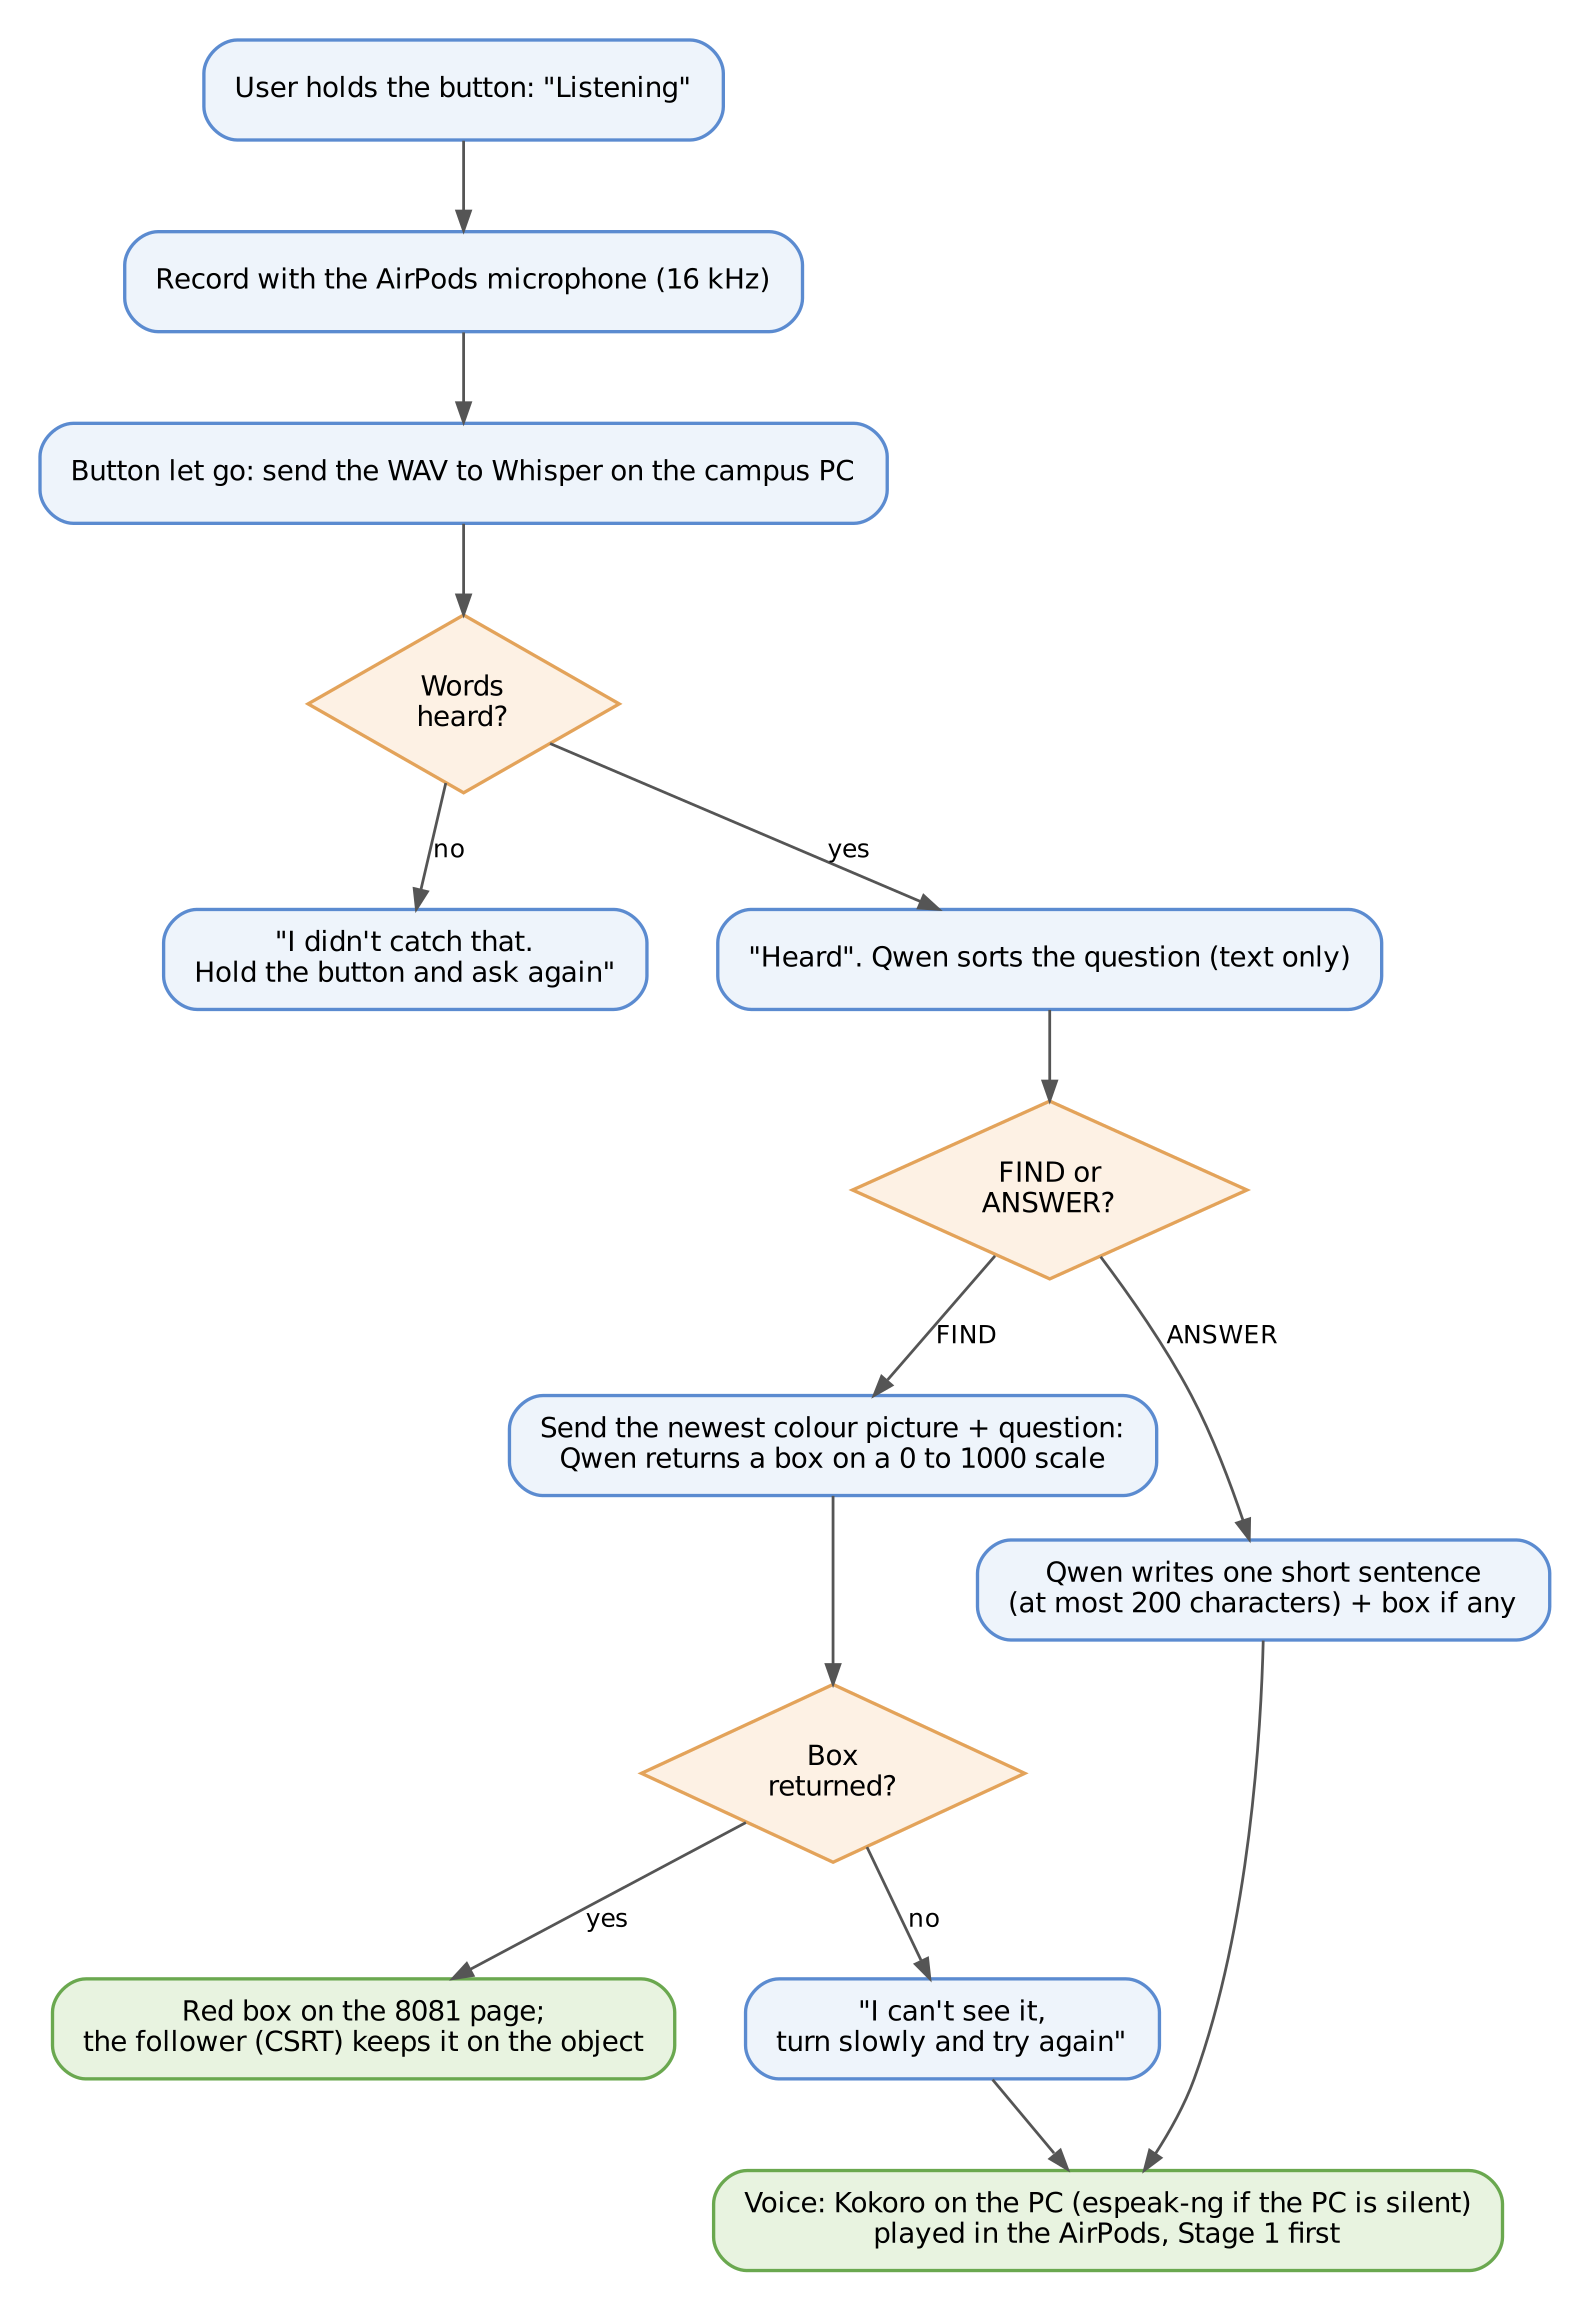 User holds the button: "Listening"
Record with the AirPods microphone (16 kHz)
Button let go: send the WAV to Whisper on the campus PC
Words
heard?
no
yes
"I didn't catch that.
Hold the button and ask again"
"Heard". Qwen sorts the question (text only)
FIND or
ANSWER?
FIND
ANSWER
Send the newest colour picture + question:
Qwen returns a box on a 0 to 1000 scale
Qwen writes one short sentence
(at most 200 characters) + box if any
Box
returned?
yes
no
Red box on the 8081 page;
the follower (CSRT) keeps it on the object
"I can't see it,
turn slowly and try again"
Voice: Kokoro on the PC (espeak-ng if the PC is silent)
played in the AirPods, Stage 1 first